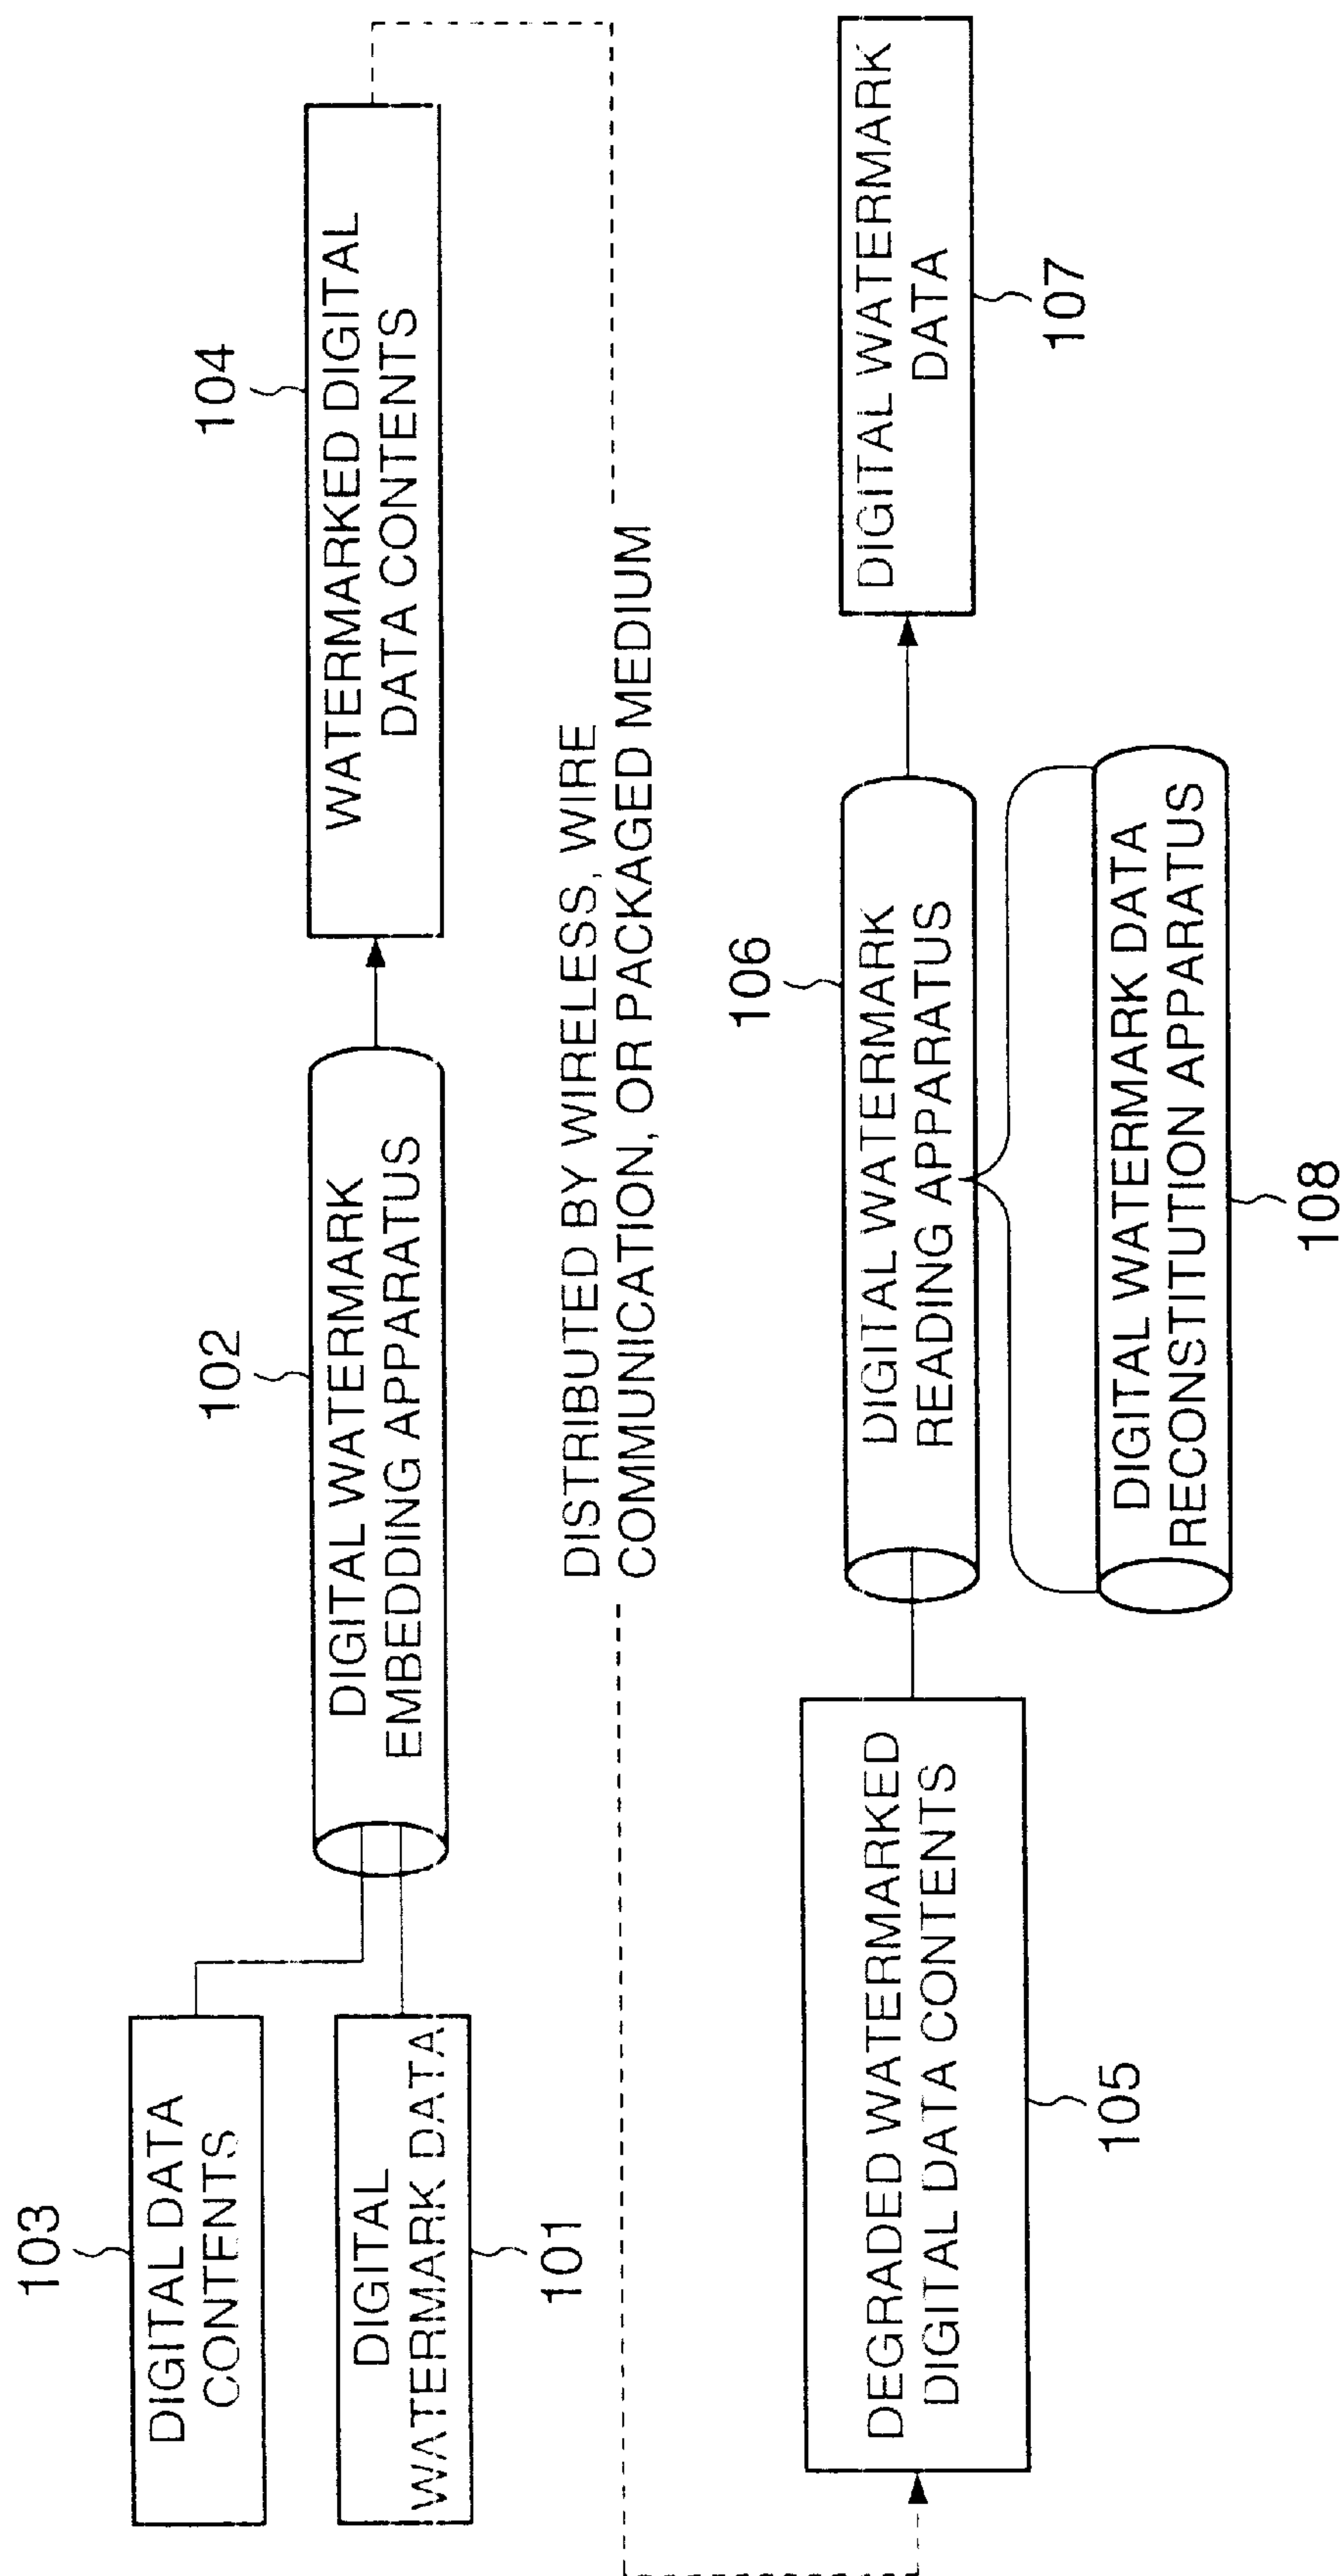 103
DIGITAL DATA
CONTENTS
DIGITAL
WATERMARK DATA
101
102
DIGITAL WATERMARK
EMBEDDING APPARATUS
104
WATERMARKED DIGITAL
DATA CONTENTS
DISTRIBUTED BY WIRELESS, WIRE
COMMUNICATION, OR PACKAGED MEDIUM
DEGRADED WATERMARKED
DIGITAL DATA CONTENTS
105
106
DIGITAL WATERMARK
READING APPARATUS
DIGITAL WATERMARK DATA
RECONSTITUTION APPARATUS
108
DIGITAL WATERMARK
DATA
107